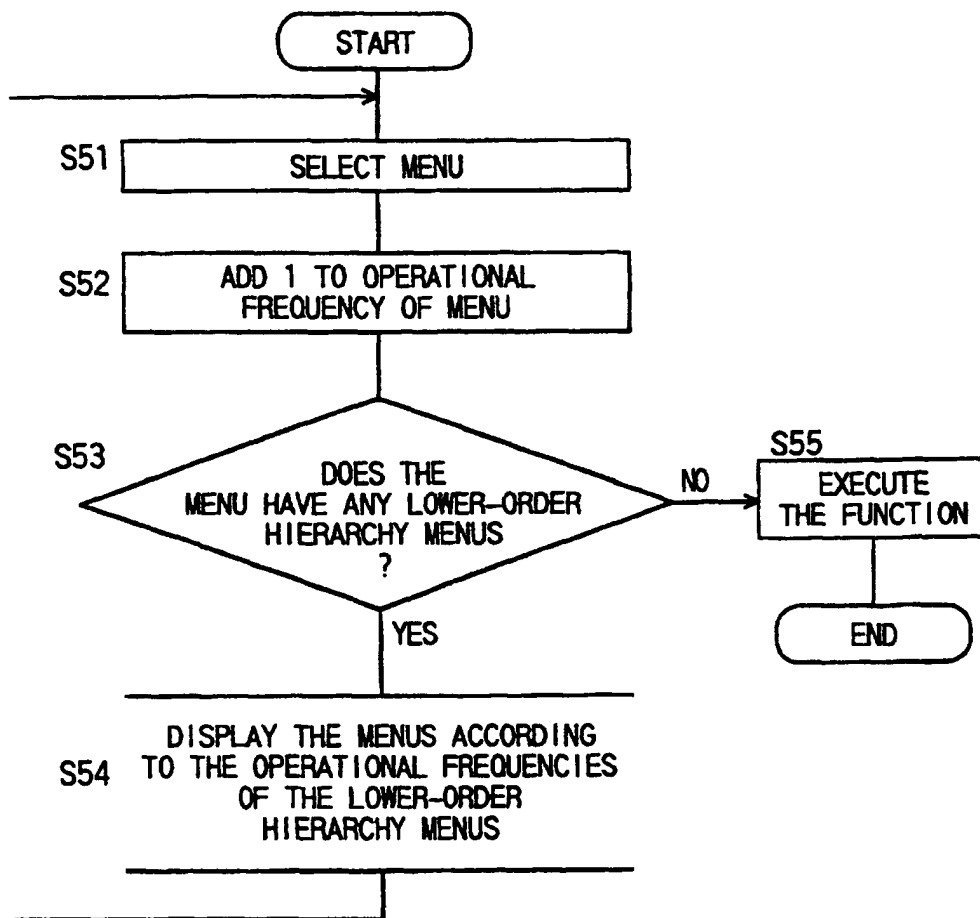 START
S51
SELECT MENU
S52
ADD 1 TO OPERATIONAL
FREQUENCY OF MENU
S53
DOES THE
MENU HAVE ANY LOWER-ORDER
HIERARCHY MENUS
?
NO
S55
EXECUTE
THE FUNCTION
END
YES
S54
DISPLAY THE MENUS ACCORDING
TO THE OPERATIONAL FREQUENCIES
OF THE LOWER-ORDER
HIERARCHY MENUS